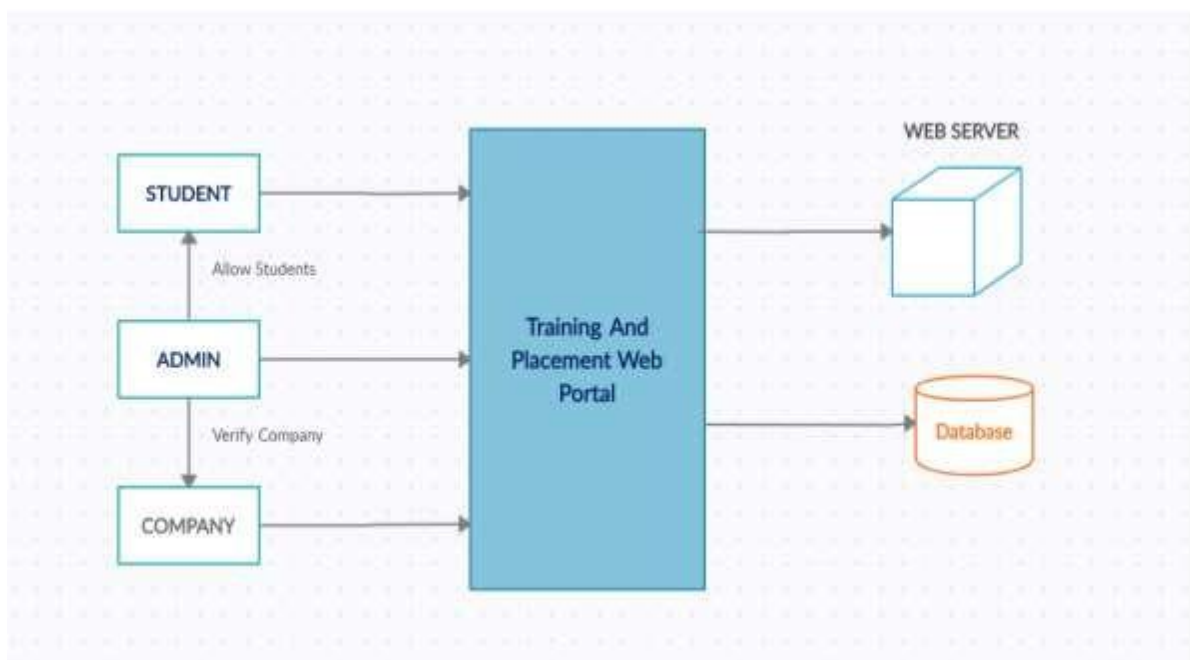 WEB SERVER
STUDENT
Allow Students
ADMIN
Verify Company
COMPANY
Training And
Placement Web
Portal
Database